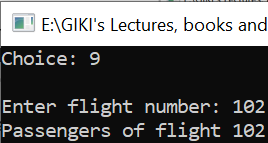 E:\GIKI's Lectures, books and
Choice: 9
Enter flight number: 102
Passengers of flight 102